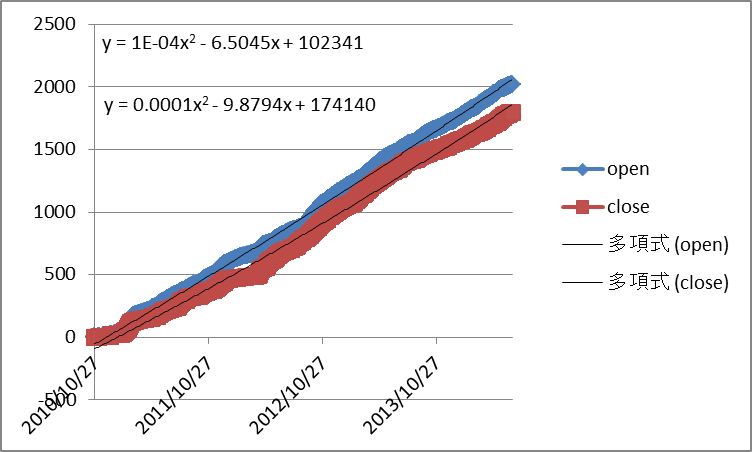 2500
2000
1500
1000
500
0
-500
y = 1E-04x² - 6.5045x + 102341
y = 0.0001x² - 9.8794x + 174140
2010/10/27
2011/10/27
2012/10/27
2013/10/27
open
close
多項式 (open)
多項式 (close)